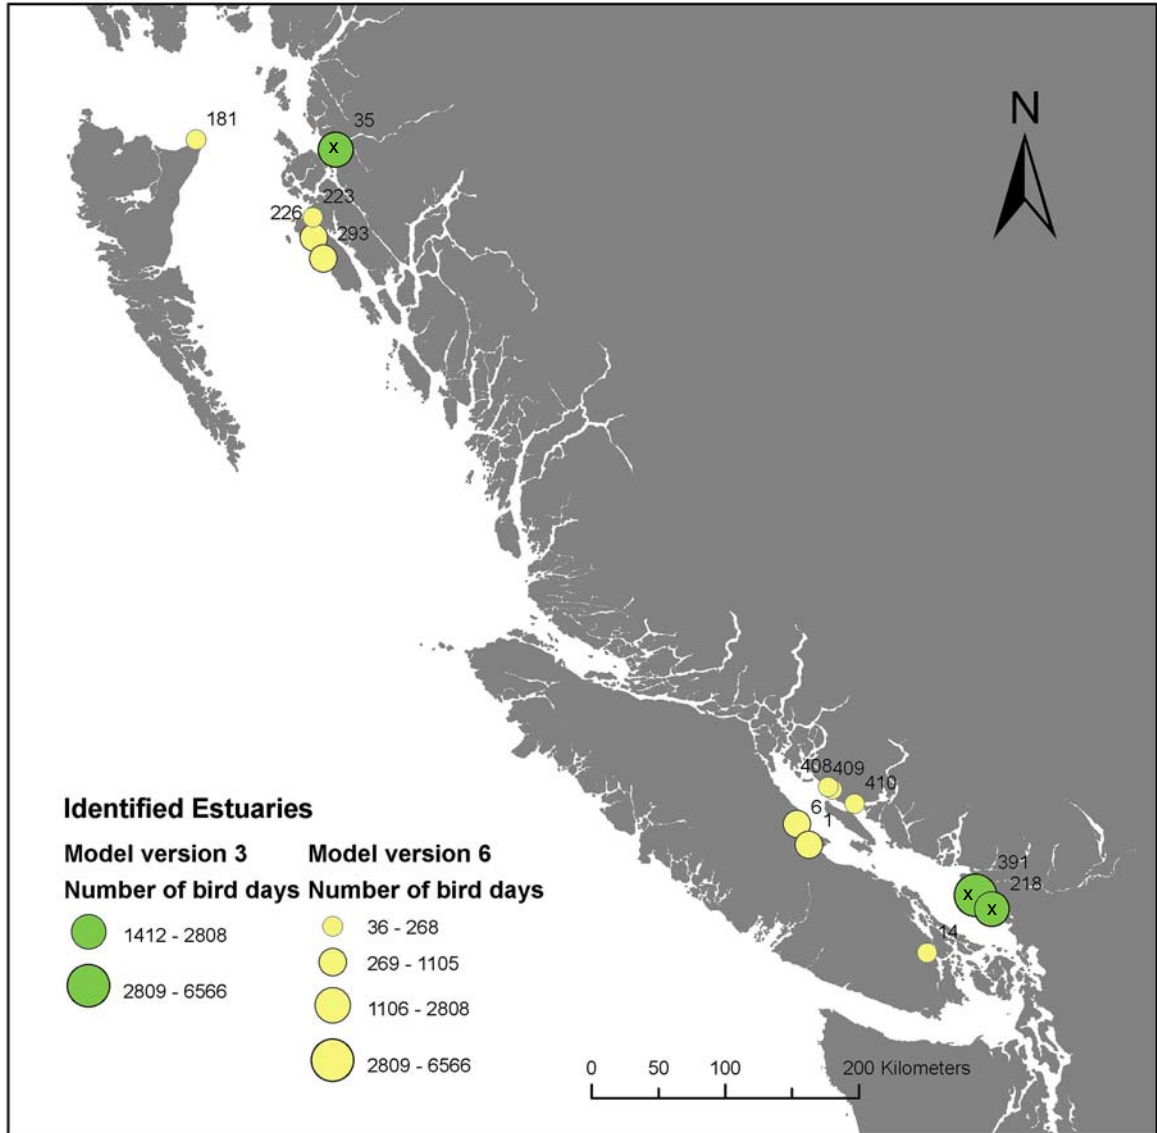 N
181
35
x
223
226
293
408
409
410
6
1
391
218
x
x
14
Identified Estuaries
Model version 3
Number of bird days
1412 - 2808
2809 - 6566
Model version 6
Number of bird days
36 - 268
269 - 1105
1106 - 2808
2809 - 6566
0 50 100 200 Kilometers